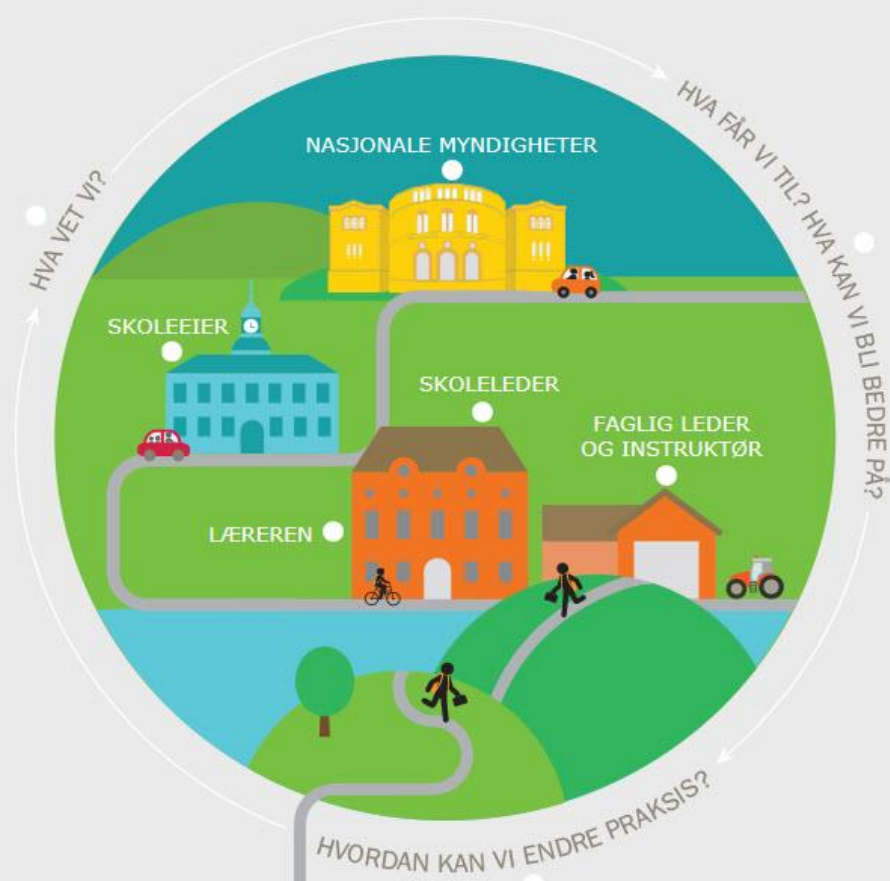 HVA VET VI?
HVA FÅR VI TIL? HVA KAN VI BLI BEDRE PÅ?
NASJONALE MYNDIGHETER
SKOLEEIER
SKOLELEDER
FAGLIG LEDER
OG INSTRUKTØR
LÆREREN
HVORDAN KAN VI ENDRE PRAKSIS?